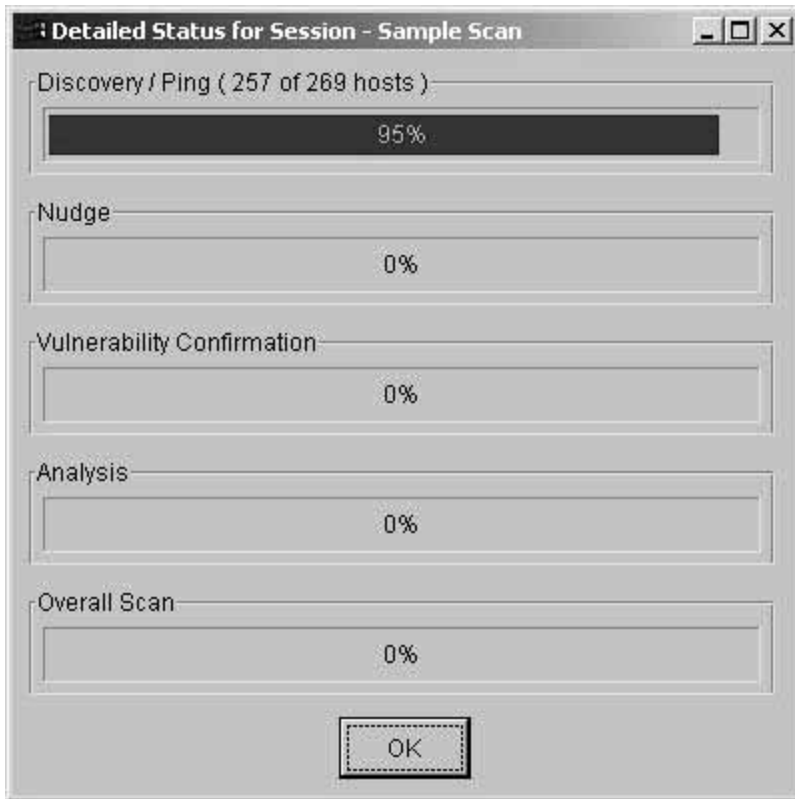 Detailed Status for Session - Sample Scan
Discovery / Ping ( 257 of 269 hosts )
95%
Nudge
0%
Vulnerability Confirmation
0%
Analysis
0%
Overall Scan
0%
OK